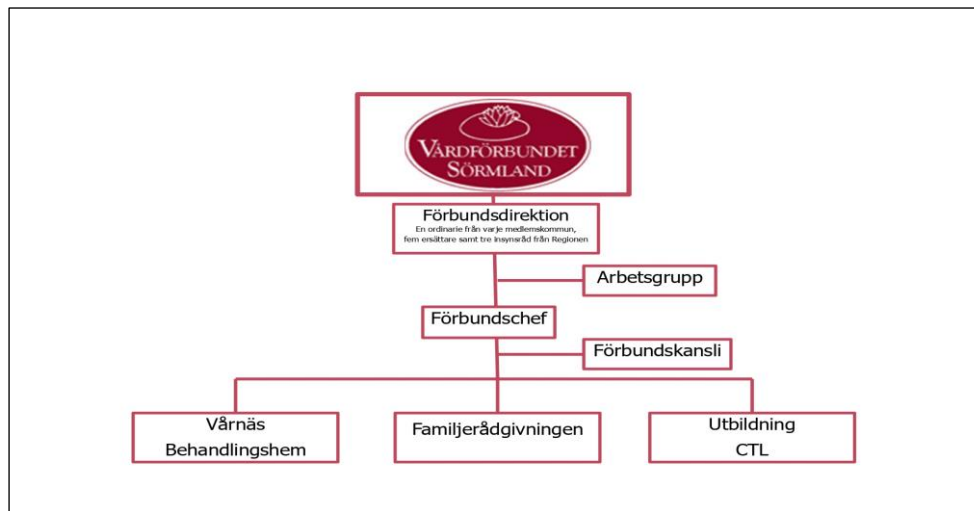 VÅRDFÖRBUNDET
SÖRMLAND
Förbundsdirektion
En ordinarie från varje medlemskommun,
fem ersättare samt tre insynsråd från Regionen
Arbetsgrupp
Förbundschef
Förbundskansli
Vårnäs
Behandlingshem
Familjerådgivningen
Utbildning
CTL